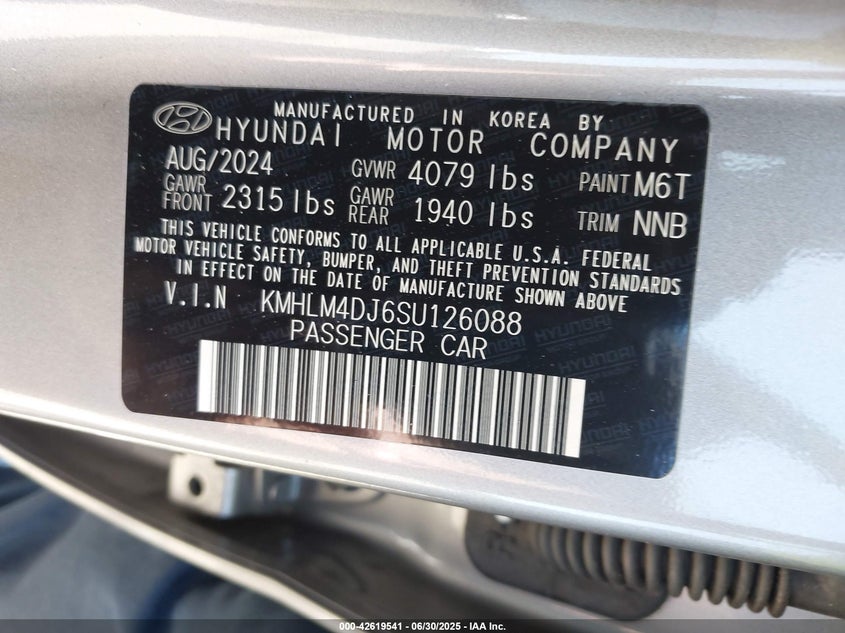 MANUFACTURED IN KOREA BY
HYUNDAI MOTOR COMPANY
AUG/2024 GVWR 4079 lbs PAINT M6T
GAWR FRONT 2315 lbs GAWR REAR 1940 lbs TRIM NNB
THIS VEHICLE CONFORMS TO ALL APPLICABLE U.S.A. FEDERAL
MOTOR VEHICLE SAFETY, BUMPER, AND THEFT PREVENTION STANDARDS
IN EFFECT ON THE DATE OF MANUFACTURE SHOWN ABOVE
V.I.N KMHLM4DJ6SU126088
PASSENGER CAR
000-42619541 - 06/30/2025 - IAA Inc.